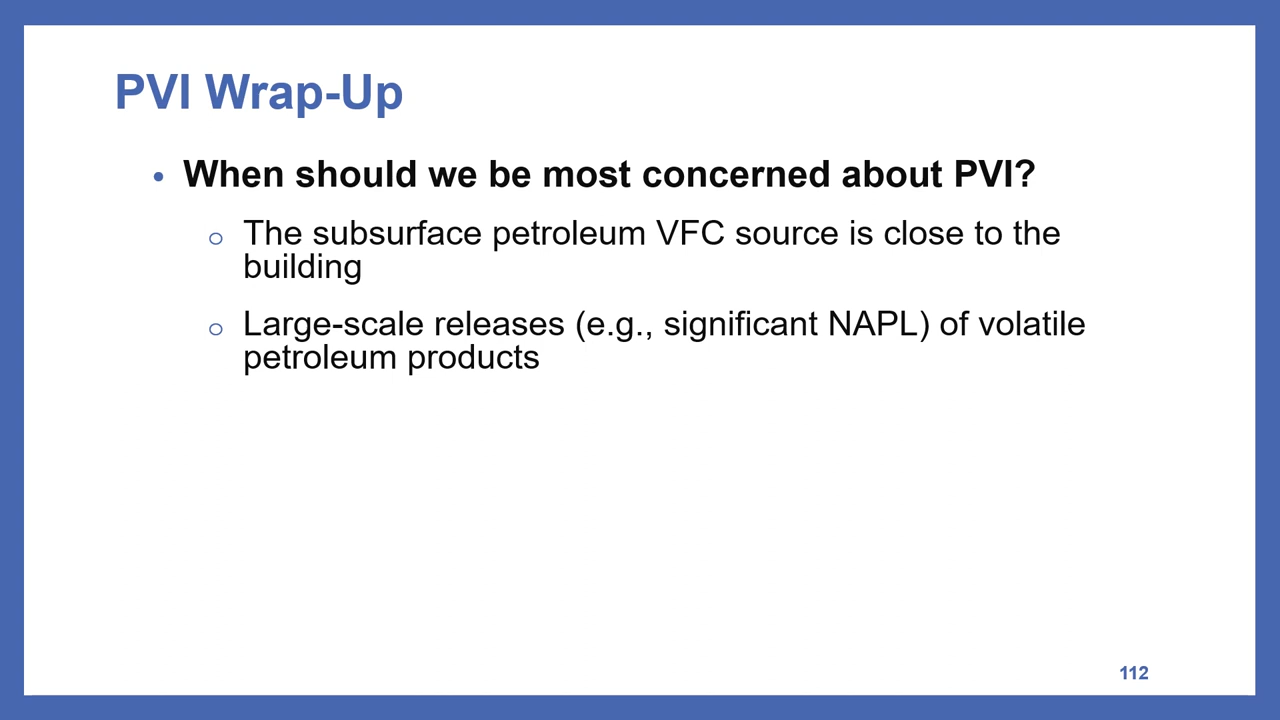 PVI Wrap-Up
• When should we be most concerned about PVI?
o The subsurface petroleum VFC source is close to the
building
o Large-scale releases (e.g., significant NAPL) of volatile
petroleum products
112